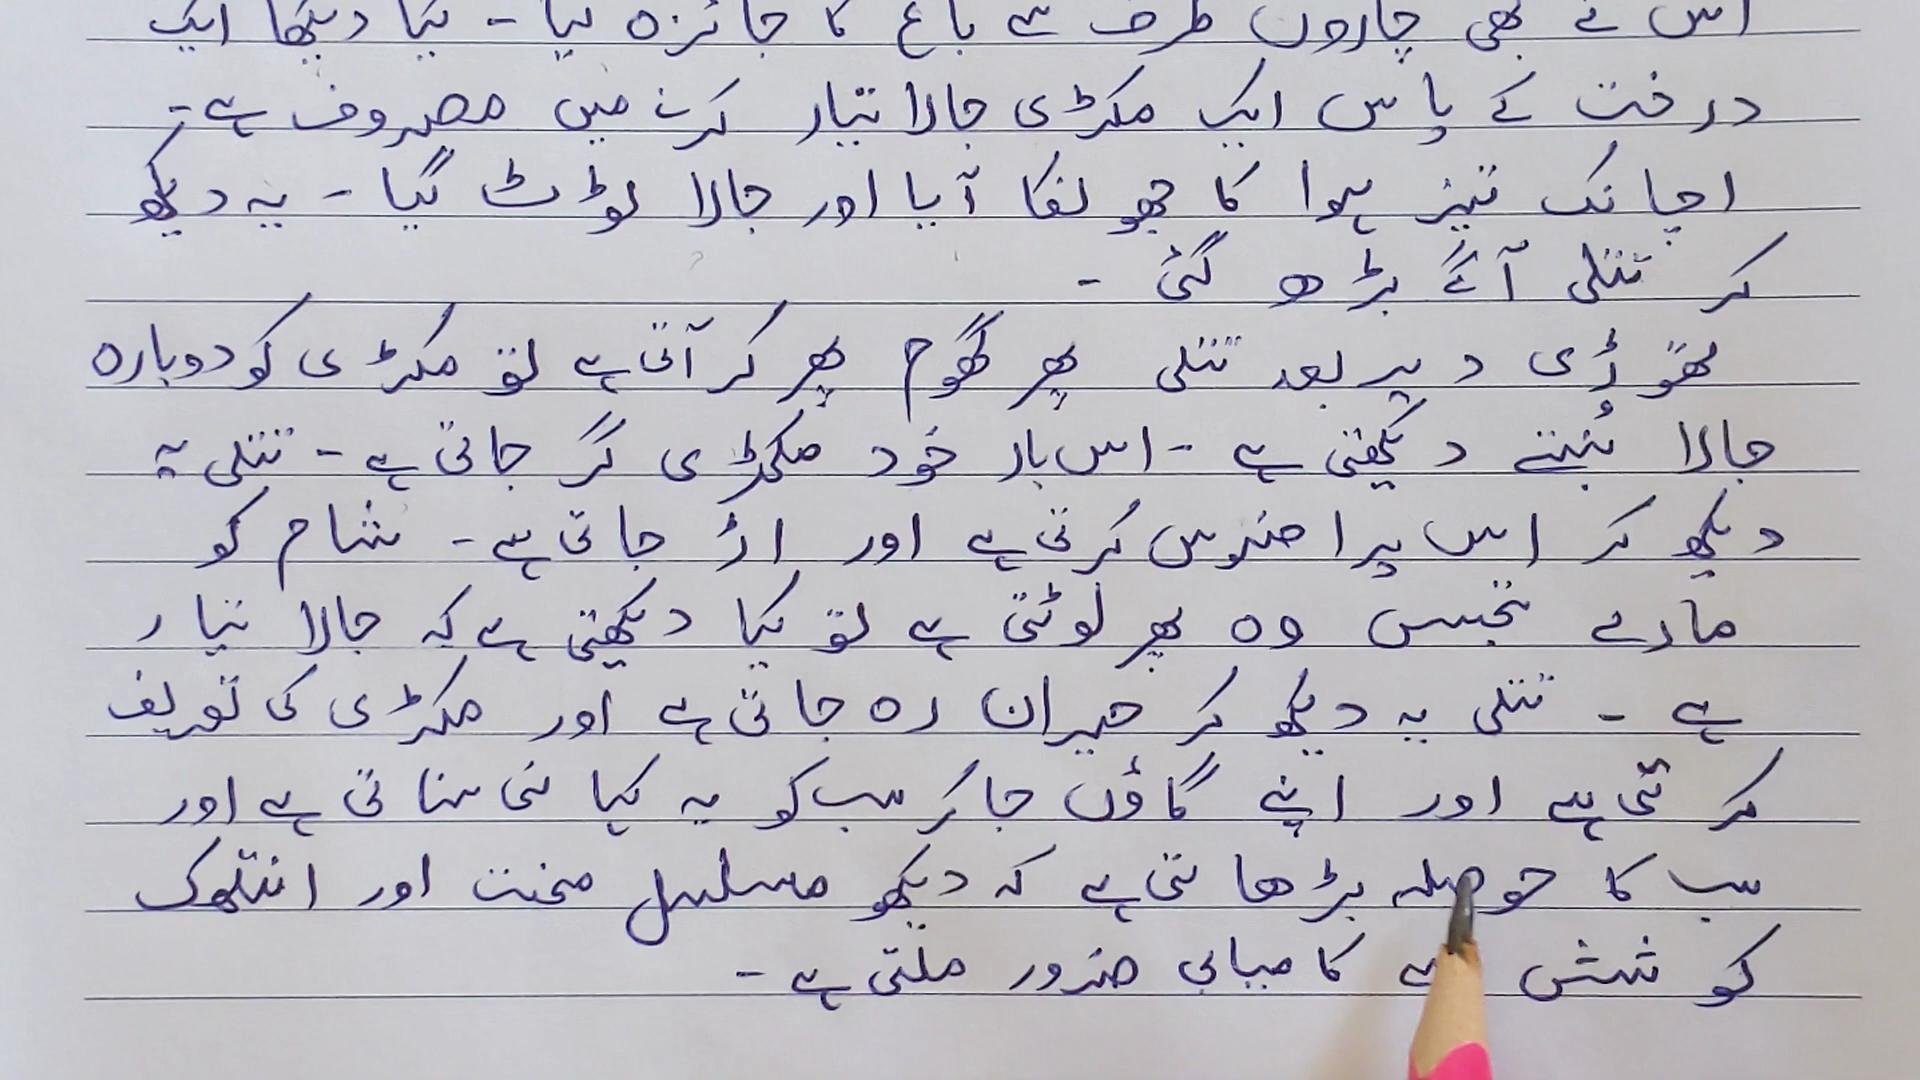 اس نے بھی چاروں طرف سے باغ کا جائزہ لیا - کیا دیکھا ایک
درخت کے پاس ایک مکڑی جالا تیار کرنے میں مصروف ہے -
اچانک تیز ہوا کا جھونکا آیا اور جالا ٹوٹ گیا - یہ دیکھ
کر تتلی آگے بڑھ گئی -
تھوڑی دیر بعد تتلی پھر گھوم پھر کر آتی ہے تو مکڑی کو دوبارہ
جالا بُنتے دیکھتی ہے - اس بار خود مکڑی گر جاتی ہے - تتلی یہ
دیکھ کر اس پر افسوس کرتی ہے اور اڑ جاتی ہے - شام کو
مارے تجسس وہ پھر لوٹتی ہے تو کیا دیکھتی ہے کہ جالا تیار
ہے - تتلی یہ دیکھ کر حیران رہ جاتی ہے اور مکڑی کی تعریف
کرتی ہے اور اپنے گاؤں جا کر سب کو یہ کہانی سناتی ہے اور
سب کا حوصلہ بڑھاتی ہے کہ دیکھو مسلسل محنت اور انتھک
کوشش سے کامیابی ضرور ملتی ہے -